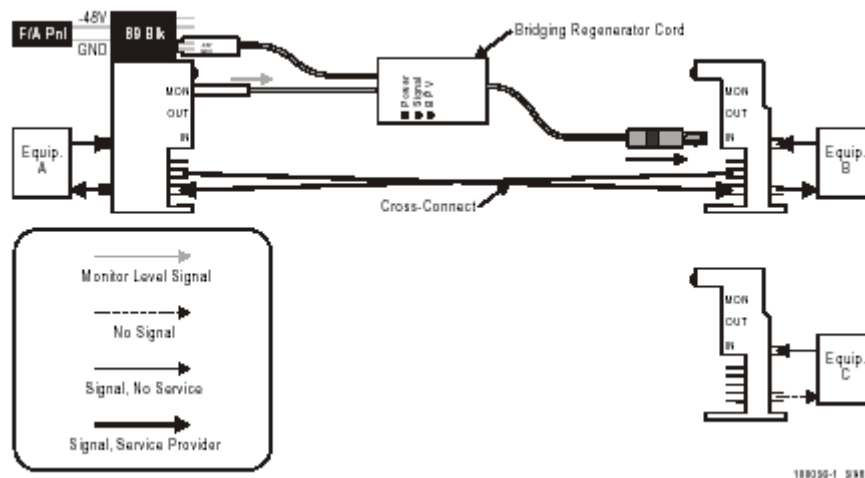 -48V
F/A Pnl
89 Blk
GND
Bridging Regenerator Cord
Power
Signal
BPV
MON
OUT
IN
MON
OUT
IN
Equip.
A
Equip.
B
Cross-Connect
Monitor Level Signal
No Signal
Signal, No Service
Signal, Service Provider
MON
OUT
IN
Equip.
C